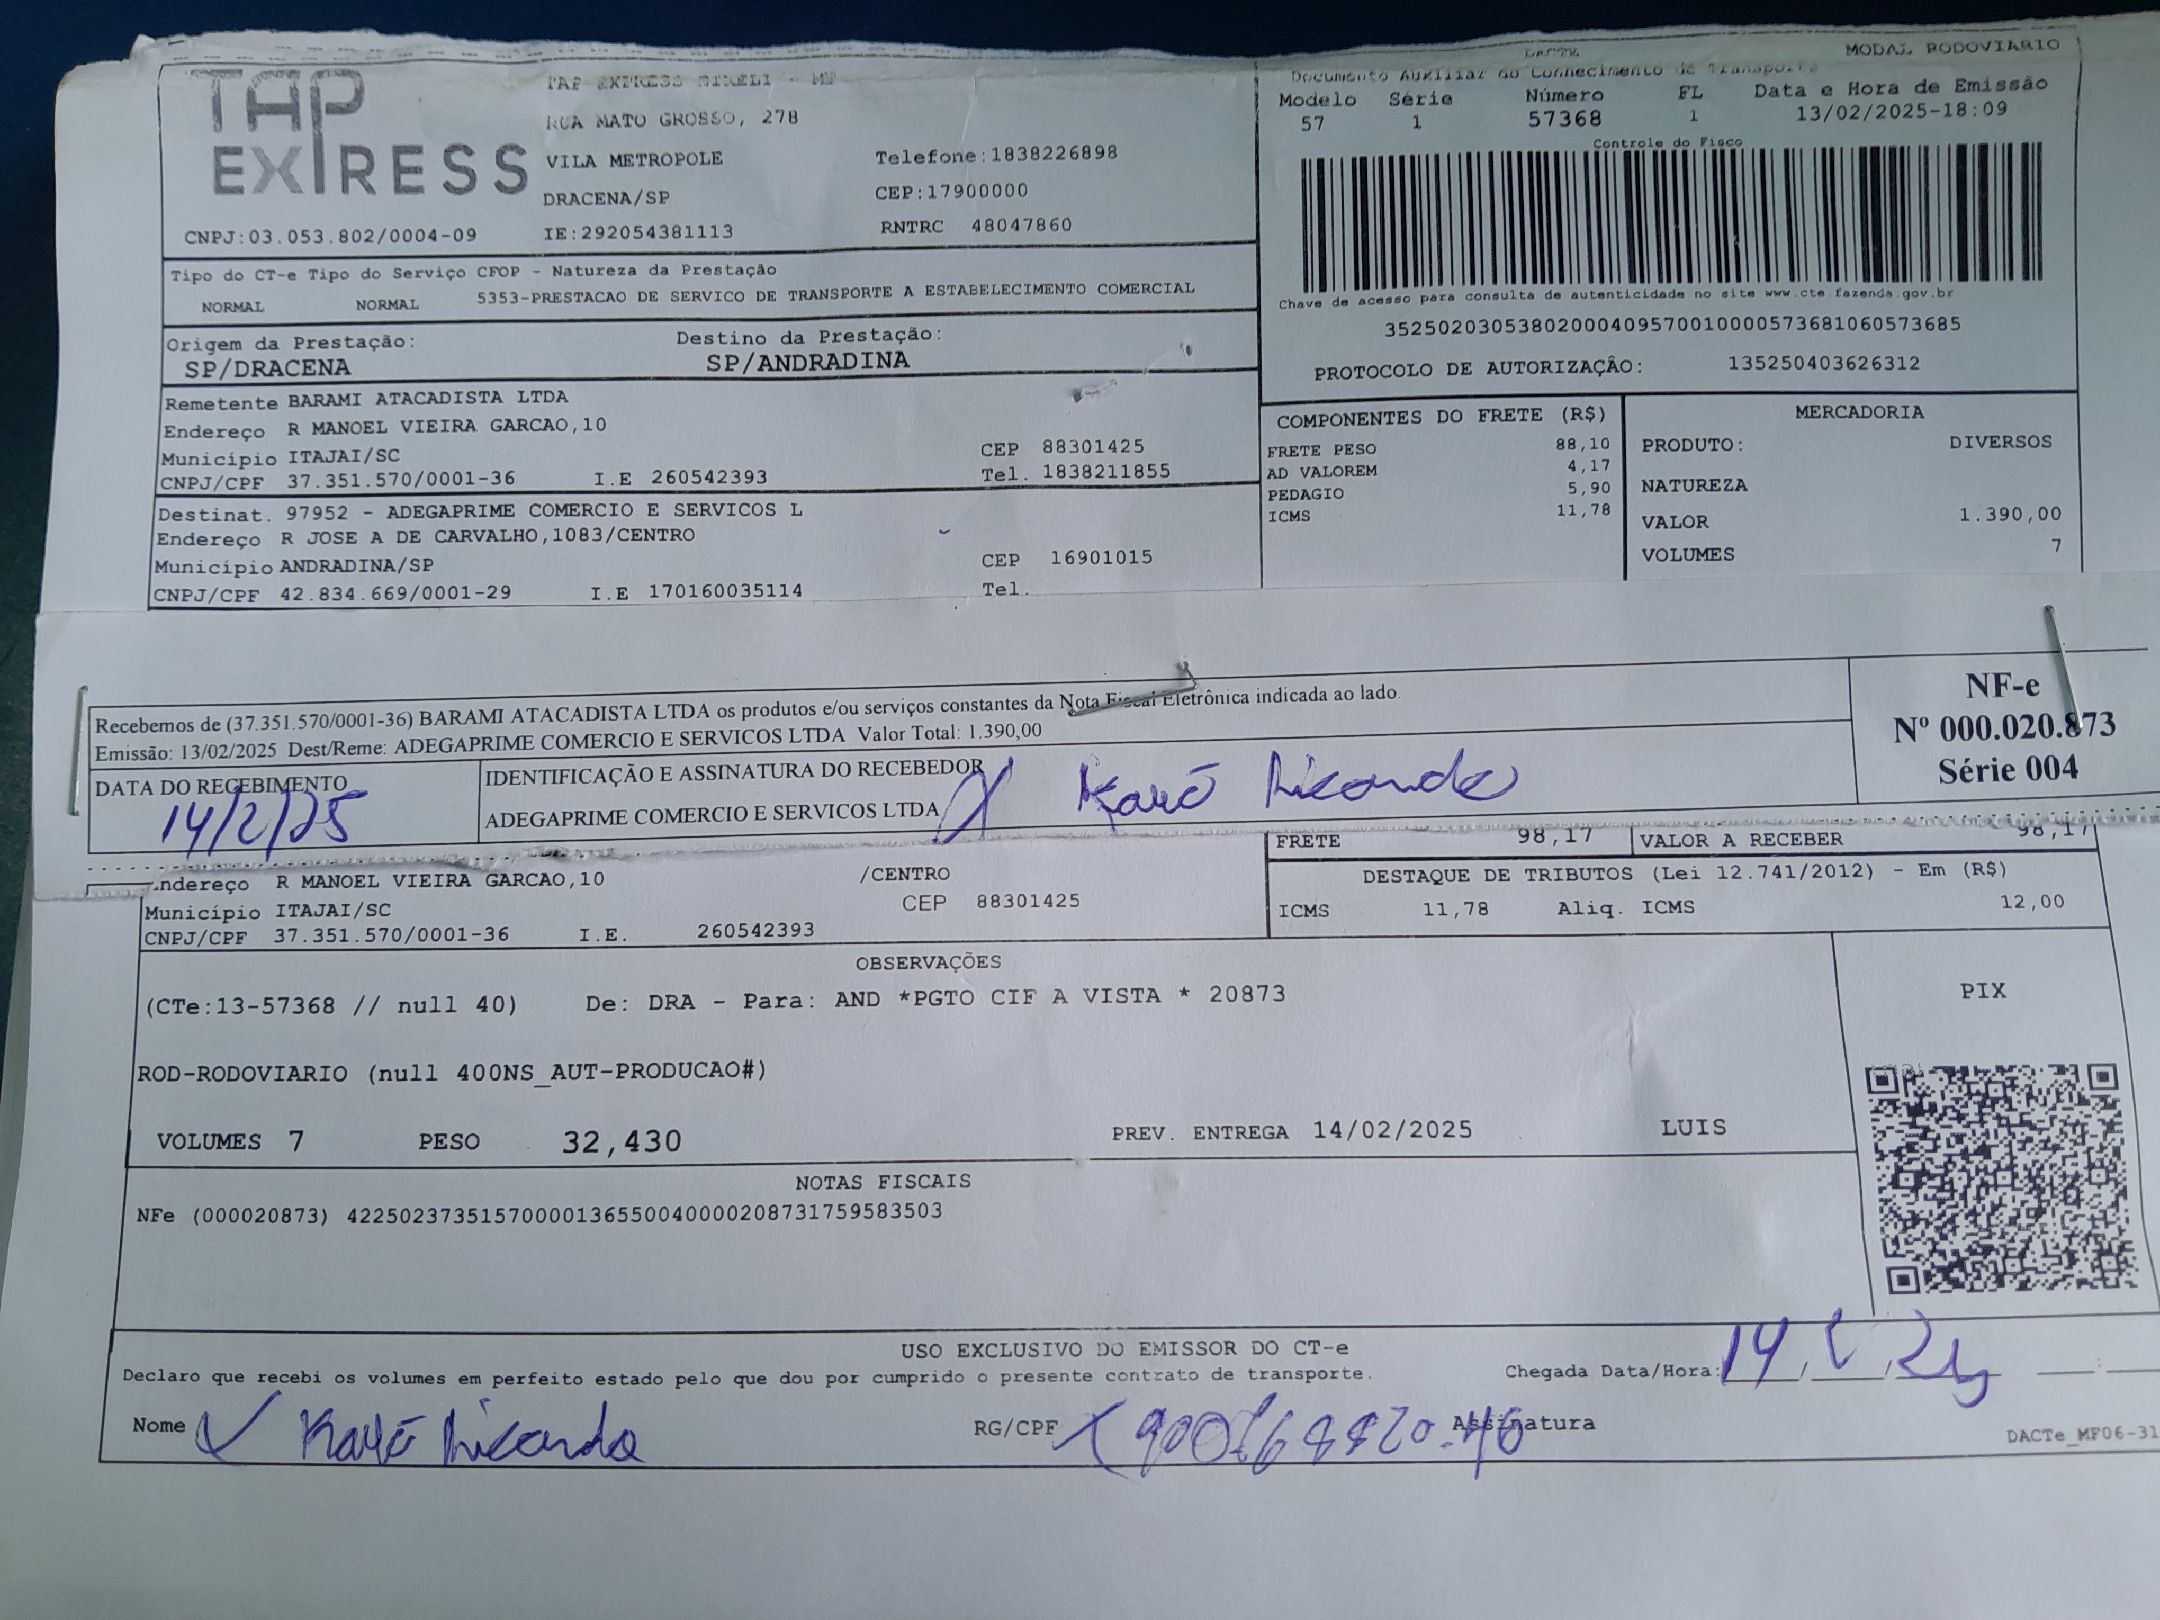 TAP
EXPRESS
TAP EXPRESS EIRELI - ME
RUA MATO GROSSO, 278
VILA METROPOLE Telefone:1838226898
DRACENA/SP CEP:17900000
CNPJ:03.053.802/0004-09 IE:292054381113 RNTRC 48047860
DACTE MODAL RODOVIÁRIO
Documento Auxiliar do Conhecimento de Transporte
Modelo Série Número FL Data e Hora de Emissão
57 1 57368 1 13/02/2025-18:09
Controle do Fisco
Chave de acesso para consulta de autenticidade no site www.cte.fazenda.gov.br
35250203053802000409570010000573681060573685
PROTOCOLO DE AUTORIZAÇÃO: 135250403626312
Tipo do CT-e Tipo do Serviço CFOP - Natureza da Prestação
NORMAL NORMAL 5353-PRESTACAO DE SERVICO DE TRANSPORTE A ESTABELECIMENTO COMERCIAL
Origem da Prestação: Destino da Prestação:
SP/DRACENA SP/ANDRADINA
Remetente BARAMI ATACADISTA LTDA
Endereço R MANOEL VIEIRA GARCAO,10
Município ITAJAI/SC CEP 88301425
CNPJ/CPF 37.351.570/0001-36 I.E 260542393 Tel. 1838211855
Destinat. 97952 - ADEGAPRIME COMERCIO E SERVICOS L
Endereço R JOSE A DE CARVALHO,1083/CENTRO
Município ANDRADINA/SP CEP 16901015
CNPJ/CPF 42.834.669/0001-29 I.E 170160035114 Tel.
COMPONENTES DO FRETE (R$)
FRETE PESO 88,10
AD VALOREM 4,17
PEDAGIO 5,90
ICMS 11,78
MERCADORIA
PRODUTO: DIVERSOS
NATUREZA
VALOR 1.390,00
VOLUMES 7
Recebemos de (37.351.570/0001-36) BARAMI ATACADISTA LTDA os produtos e/ou serviços constantes da Nota Fiscal Eletrônica indicada ao lado
Emissão: 13/02/2025 Dest/Reme: ADEGAPRIME COMERCIO E SERVICOS LTDA Valor Total: 1.390,00
DATA DO RECEBIMENTO
14/2/25
IDENTIFICAÇÃO E ASSINATURA DO RECEBEDOR
ADEGAPRIME COMERCIO E SERVICOS LTDA
NF-e
Nº 000.020.873
Série 004
FRETE 98,17 VALOR A RECEBER 98,17
Endereço R MANOEL VIEIRA GARCAO,10 /CENTRO
Município ITAJAI/SC CEP 88301425
CNPJ/CPF 37.351.570/0001-36 I.E. 260542393
DESTAQUE DE TRIBUTOS (Lei 12.741/2012) - Em (R$)
ICMS 11,78 Aliq. ICMS 12,00
OBSERVAÇÕES
(CTe:13-57368 // null 40) De: DRA - Para: AND *PGTO CIF A VISTA * 20873
ROD-RODOVIARIO (null 400NS_AUT-PRODUCAO#)
VOLUMES 7 PESO 32,430 PREV. ENTREGA 14/02/2025 LUIS
PIX
NOTAS FISCAIS
NFe (000020873) 42250237351570000136550040000208731759583503
USO EXCLUSIVO DO EMISSOR DO CT-e
Declaro que recebi os volumes em perfeito estado pelo que dou por cumprido o presente contrato de transporte.
Chegada Data/Hora: 14
Nome RG/CPF Assinatura
DACTe_MF06-31